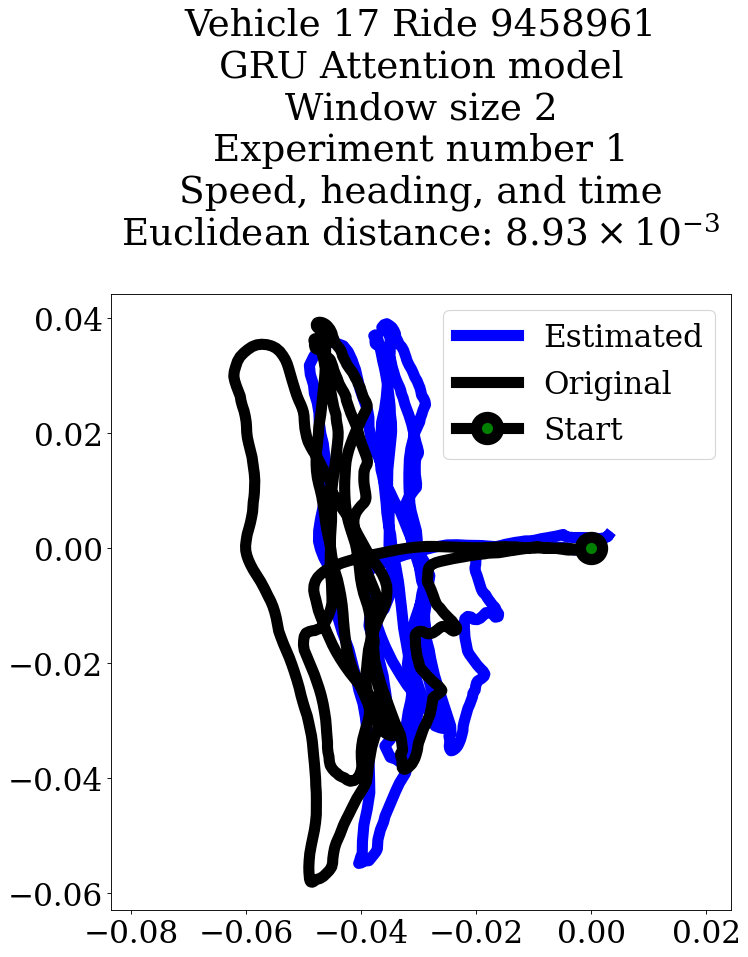 Vehicle 17 Ride 9458961
GRU Attention model
Window size 2
Experiment number 1
Speed, heading, and time
Euclidean distance: 8.93 × 10⁻³
Estimated
Original
Start
0.04
0.02
0.00
−0.02
−0.04
−0.06
−0.08 −0.06 −0.04 −0.02 0.00 0.02